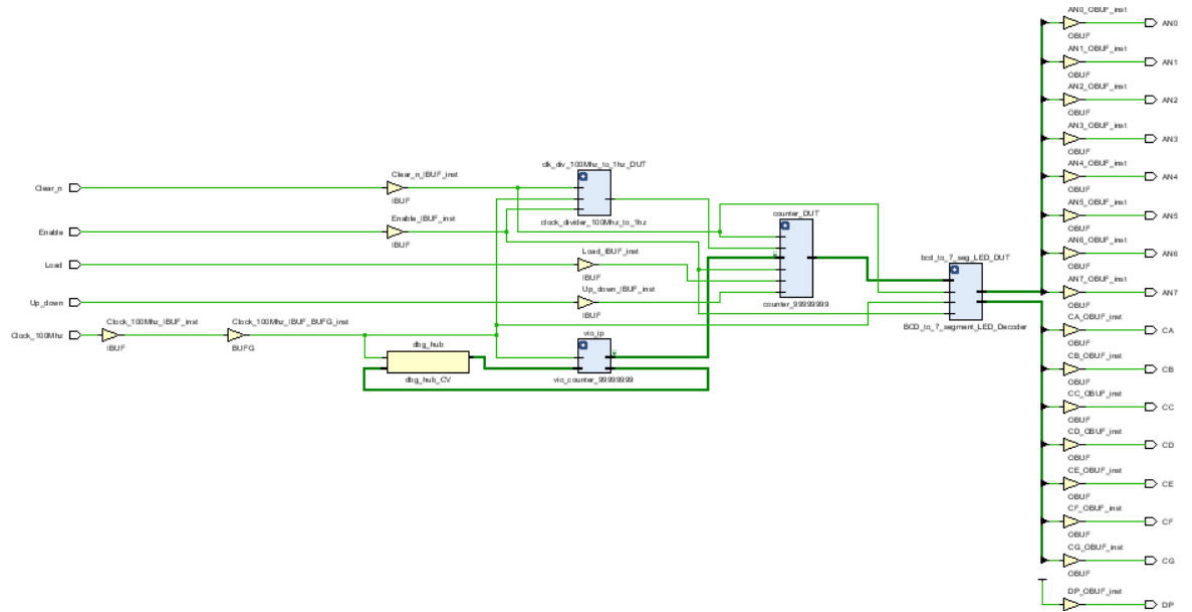 Clear_n
Enable
Load
Up_down
Clock_100Mhz
Clock_100Mhz_IBUF_inst
IBUF
Clock_100Mhz_IBUF_BUFG_inst
BUFG
Clear_n_IBUF_inst
IBUF
Enable_IBUF_inst
IBUF
dbg_hub
dbg_hub_CV
clk_div_100Mhz_to_1hz_DUT
clock_divider_100Mhz_to_1hz
Load_IBUF_inst
IBUF
Up_down_IBUF_inst
IBUF
vio_ip
vio_counter_99999999
counter_DUT
counter_99999999
bcd_to_7_seg_LED_DUT
BCD_to_7_segment_LED_Decoder
AN0_OBUF_inst
OBUF
AN0
AN1_OBUF_inst
OBUF
AN1
AN2_OBUF_inst
OBUF
AN2
AN3_OBUF_inst
OBUF
AN3
AN4_OBUF_inst
OBUF
AN4
AN5_OBUF_inst
OBUF
AN5
AN6_OBUF_inst
OBUF
AN6
AN7_OBUF_inst
OBUF
AN7
CA_OBUF_inst
OBUF
CA
CB_OBUF_inst
OBUF
CB
CC_OBUF_inst
OBUF
CC
CD_OBUF_inst
OBUF
CD
CE_OBUF_inst
OBUF
CE
CF_OBUF_inst
OBUF
CF
CG_OBUF_inst
OBUF
CG
DP_OBUF_inst
DP